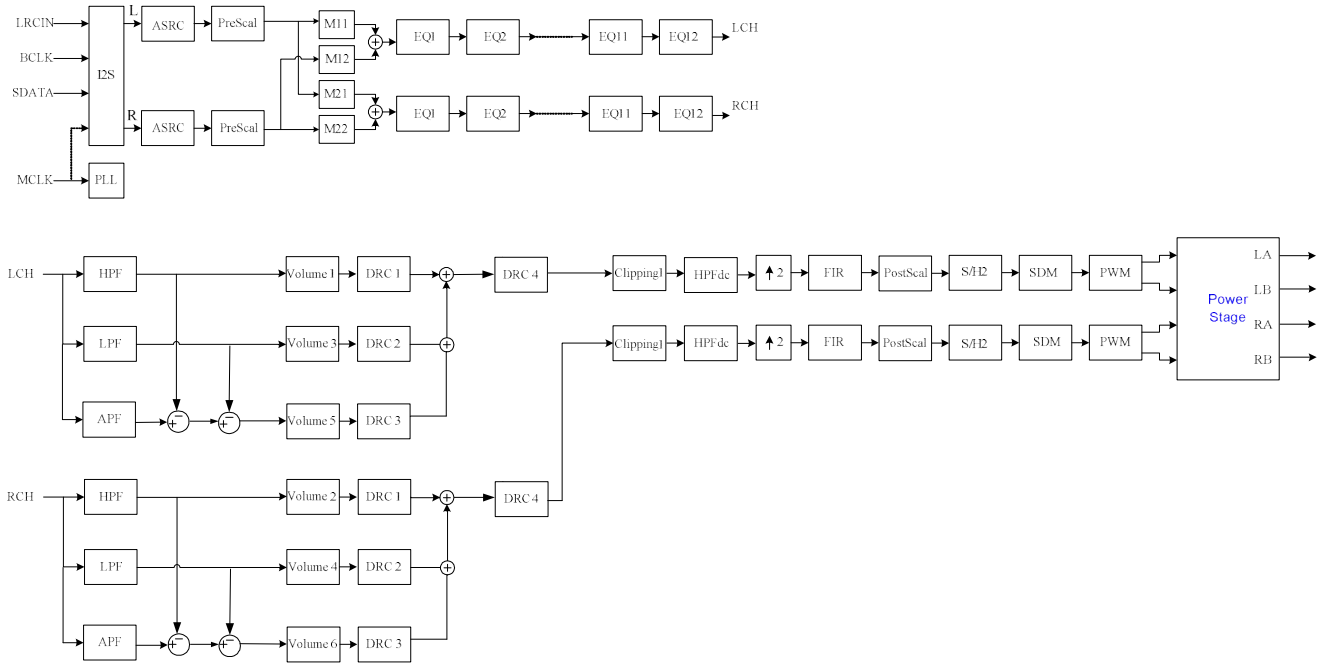 LRCIN
BCLK
SDATA
MCLK
I2S
PLL
L
ASRC
PreScal
R
ASRC
PreScal
M11
M12
M21
M22
+
+
EQ1
EQ2
EQ11
EQ12
LCH
EQ1
EQ2
EQ11
EQ12
RCH
LCH
HPF
Volume 1
DRC 1
+
DRC 4
Clipping1
HPFdc
2
FIR
PostScal
S/H2
SDM
PWM
LPF
Volume 3
DRC 2
+
Clipping1
HPFdc
2
FIR
PostScal
S/H2
SDM
PWM
Power
Stage
LA
LB
RA
RB
APF
+ −
+ −
Volume 5
DRC 3
RCH
HPF
Volume 2
DRC 1
+
DRC 4
LPF
Volume 4
DRC 2
+
APF
+ −
+ −
Volume 6
DRC 3